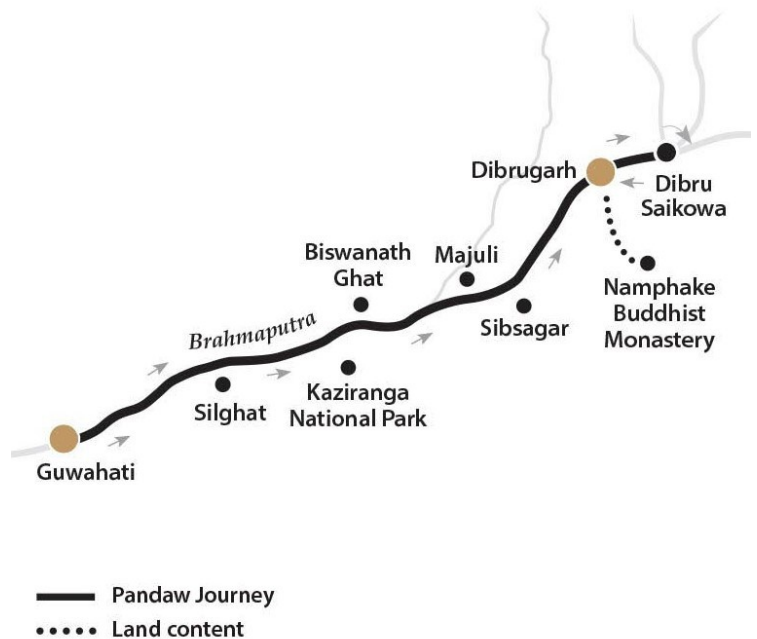 Dibrugarh
Dibru
Saikowa
Biswanath
Ghat
Majuli
Namphake
Buddhist
Monastery
Sibsagar
Brahmaputra
Kaziranga
National Park
Silghat
Guwahati
Pandaw Journey
Land content